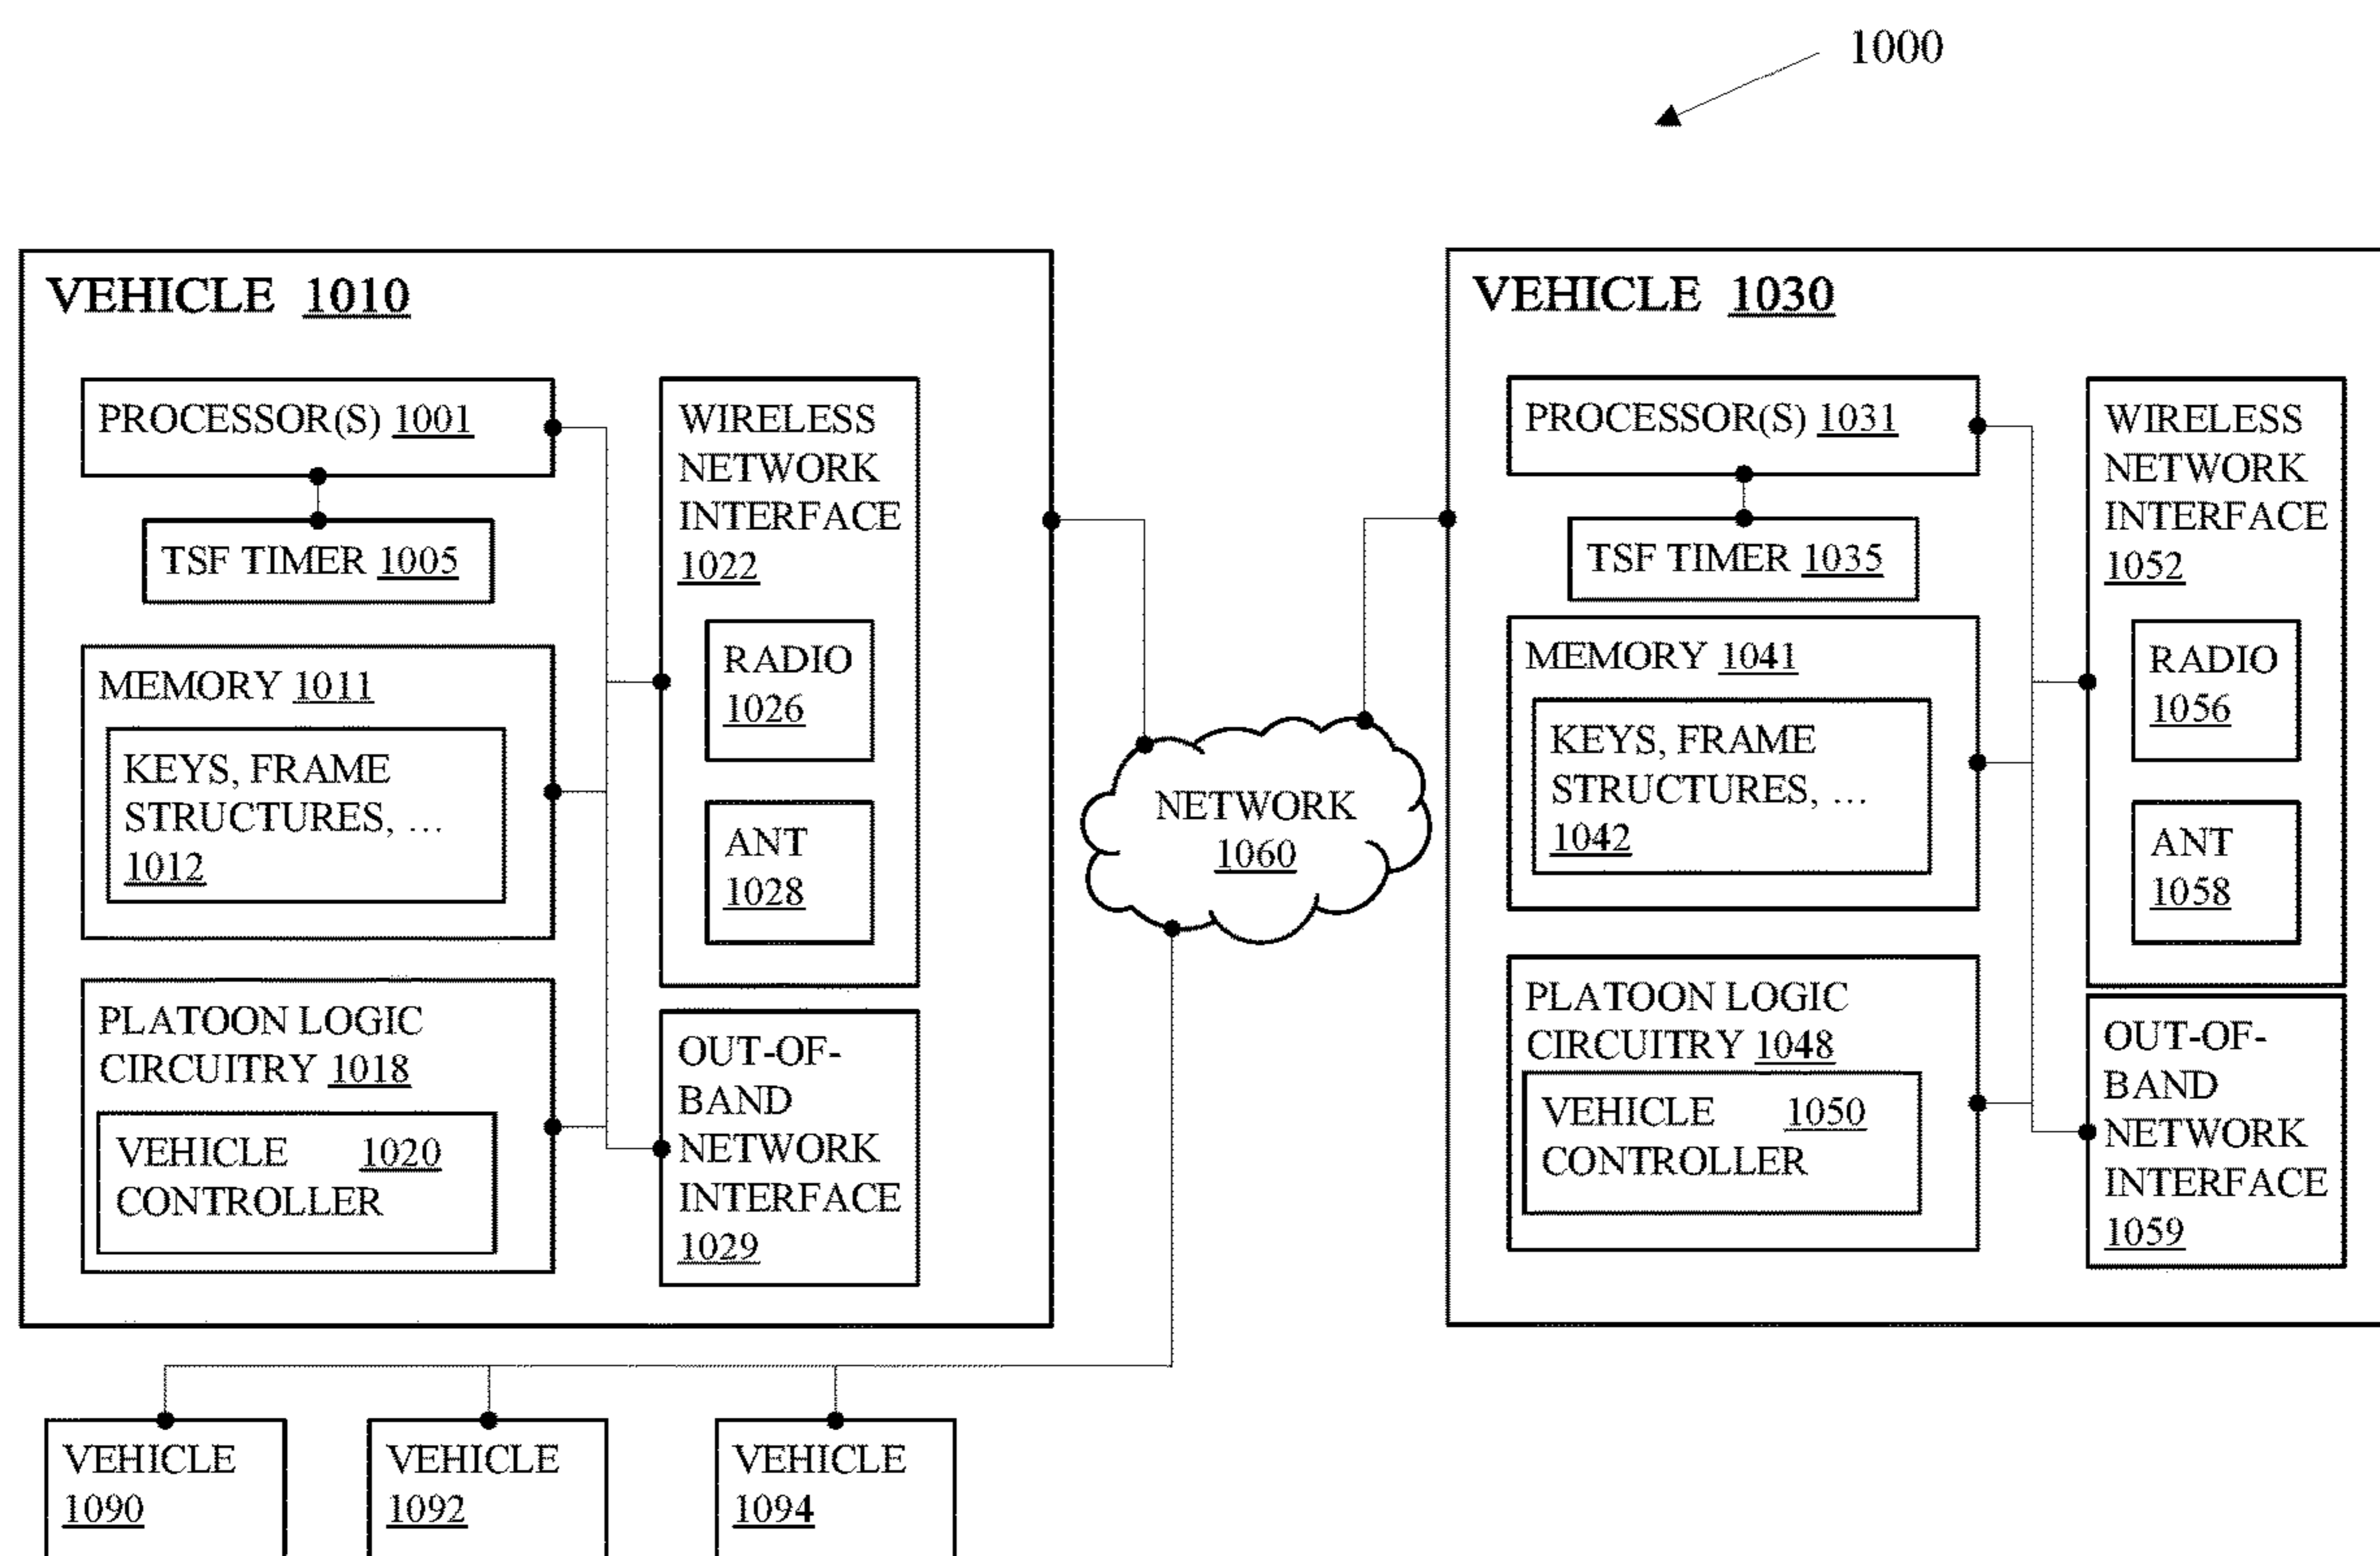 1000
VEHICLE 1010
PROCESSOR(S) 1001
TSF TIMER 1005
MEMORY 1011
KEYS, FRAME
STRUCTURES, ...
1012
PLATOON LOGIC
CIRCUITRY 1018
VEHICLE 1020
CONTROLLER
WIRELESS
NETWORK
INTERFACE
1022
RADIO
1026
ANT
1028
OUT-OF-
BAND
NETWORK
INTERFACE
1029
NETWORK
1060
VEHICLE 1030
PROCESSOR(S) 1031
TSF TIMER 1035
MEMORY 1041
KEYS, FRAME
STRUCTURES, ...
1042
PLATOON LOGIC
CIRCUITRY 1048
VEHICLE 1050
CONTROLLER
WIRELESS
NETWORK
INTERFACE
1052
RADIO
1056
ANT
1058
OUT-OF-
BAND
NETWORK
INTERFACE
1059
VEHICLE
1090
VEHICLE
1092
VEHICLE
1094